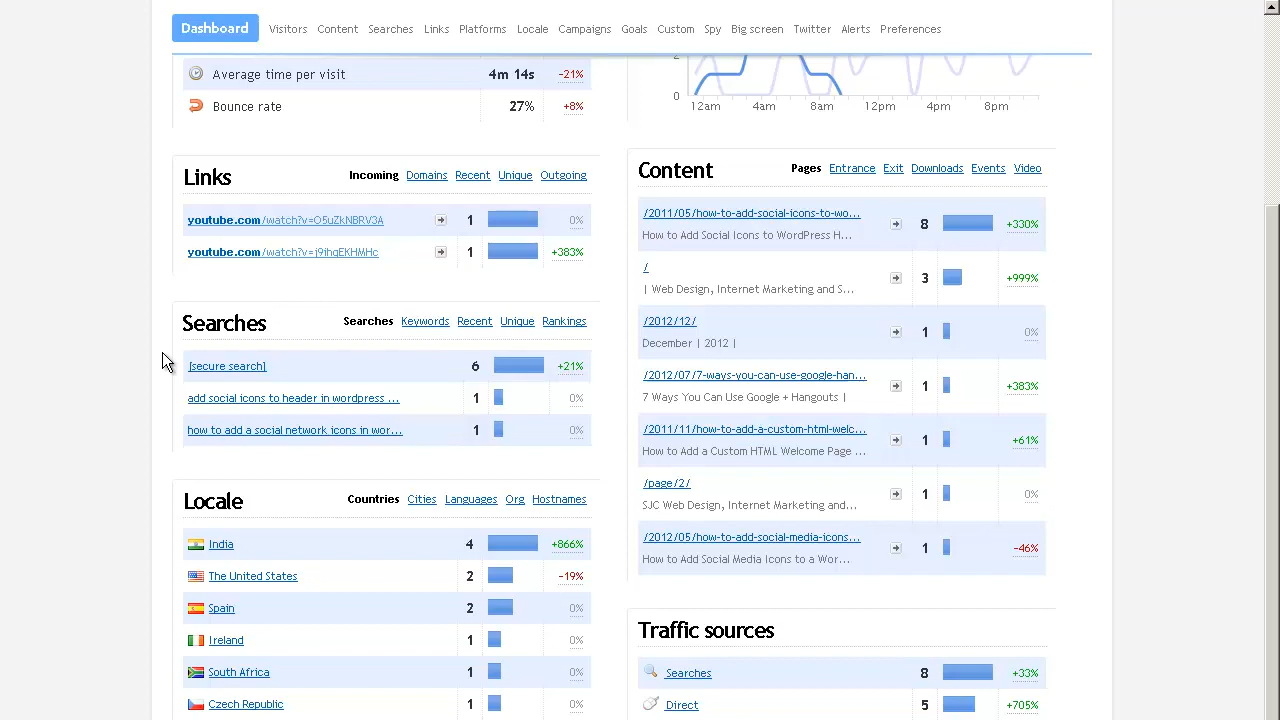 Dashboard Visitors Content Searches Links Platforms Locale Campaigns Goals Custom Spy Big screen Twitter Alerts Preferences
Average time per visit 4m 14s -21%
Bounce rate 27% +8%
2
0
12am 4am 8am 12pm 4pm 8pm
Links Incoming Domains Recent Unique Outgoing
youtube.com/watch?v=O5uZkNBRV3A 1 0%
youtube.com/watch?v=j9ihgEKHMHc 1 +383%
Searches Searches Keywords Recent Unique Rankings
[secure search] 6 +21%
add social ions to header in wordpress ... 1 0%
how to add a social network icons in wor... 1 0%
Locale Countries Cities Languages Org Hostnames
India 4 +866%
The United States 2 -19%
Spain 2 0%
Ireland 1 0%
South Africa 1 0%
Czech Republic 1 0%
Content Pages Entrance Exit Downloads Events Video
/2011/05/how-to-add-social-icons-to-wo... 8 +330%
How to Add Social Icons to WordPress H...
/ 3 +999%
| Web Design, Internet Marketing and S...
/2012/12/ 1 0%
December | 2012 |
/2012/07/7-ways-you-can-use-google-han... 1 +383%
7 Ways You Can Use Google + Hangouts |
/2011/11/how-to-add-a-custom-html-welc... 1 +61%
How to Add a Custom HTML Welcome Page ...
/page/2/ 1 0%
SJC Web Design, Internet Marketing and...
/2012/05/how-to-add-social-media-icons... 1 -46%
How to Add Social Media Icons to a Wor...
Traffic sources
Searches 8 +33%
Direct 5 +705%